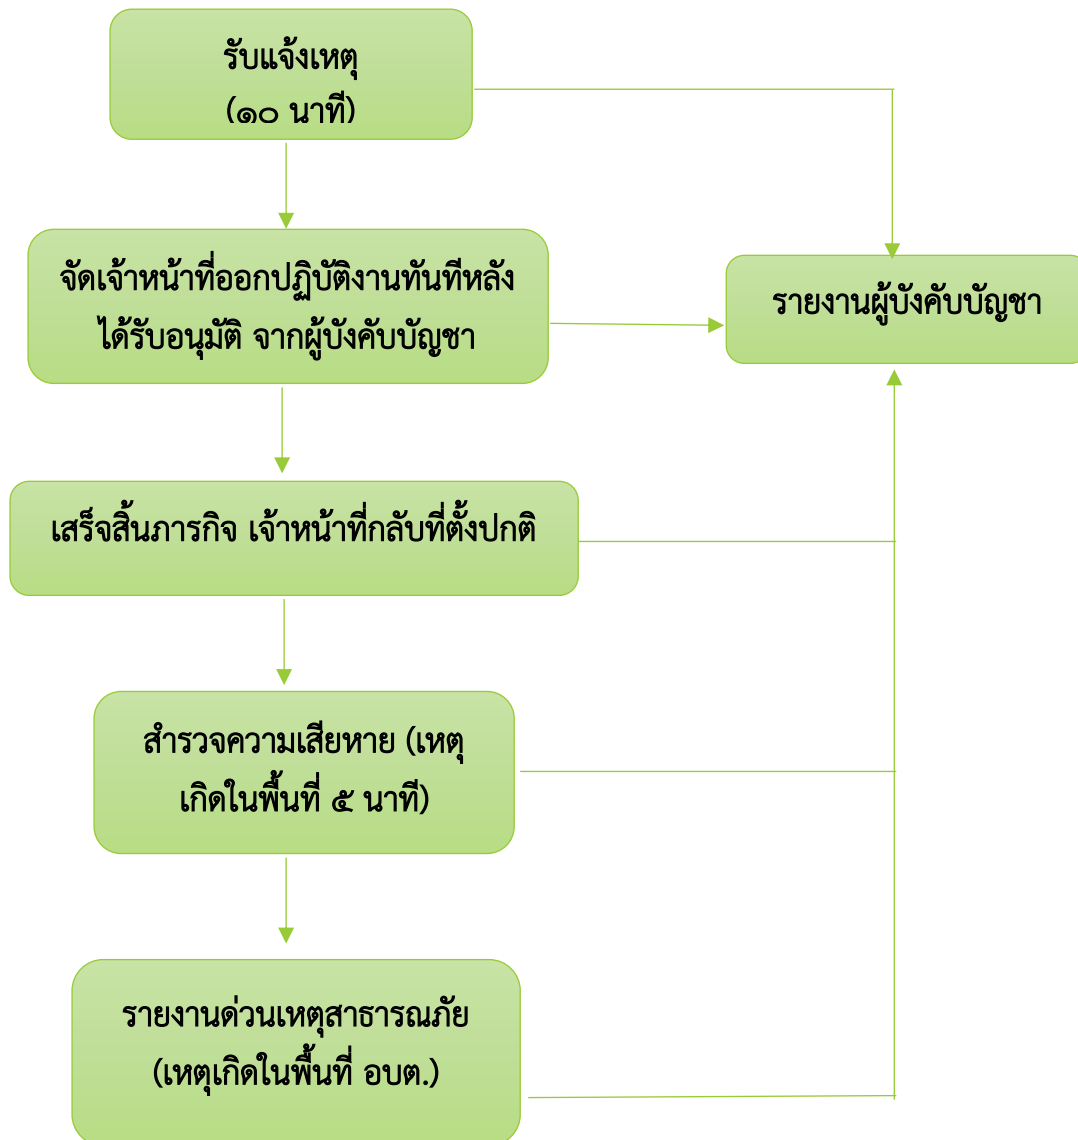 รับแจ้งเหตุ
(๑๐ นาที)
จัดเจ้าหน้าที่ออกปฏิบัติงานทันทีหลัง
ได้รับอนุมัติ จากผู้บังคับบัญชา
รายงานผู้บังคับบัญชา
เสร็จสิ้นภารกิจ เจ้าหน้าที่กลับที่ตั้งปกติ
สำรวจความเสียหาย (เหตุ
เกิดในพื้นที่ ๕ นาที)
รายงานด่วนเหตุสาธารณภัย
(เหตุเกิดในพื้นที่ อบต.)